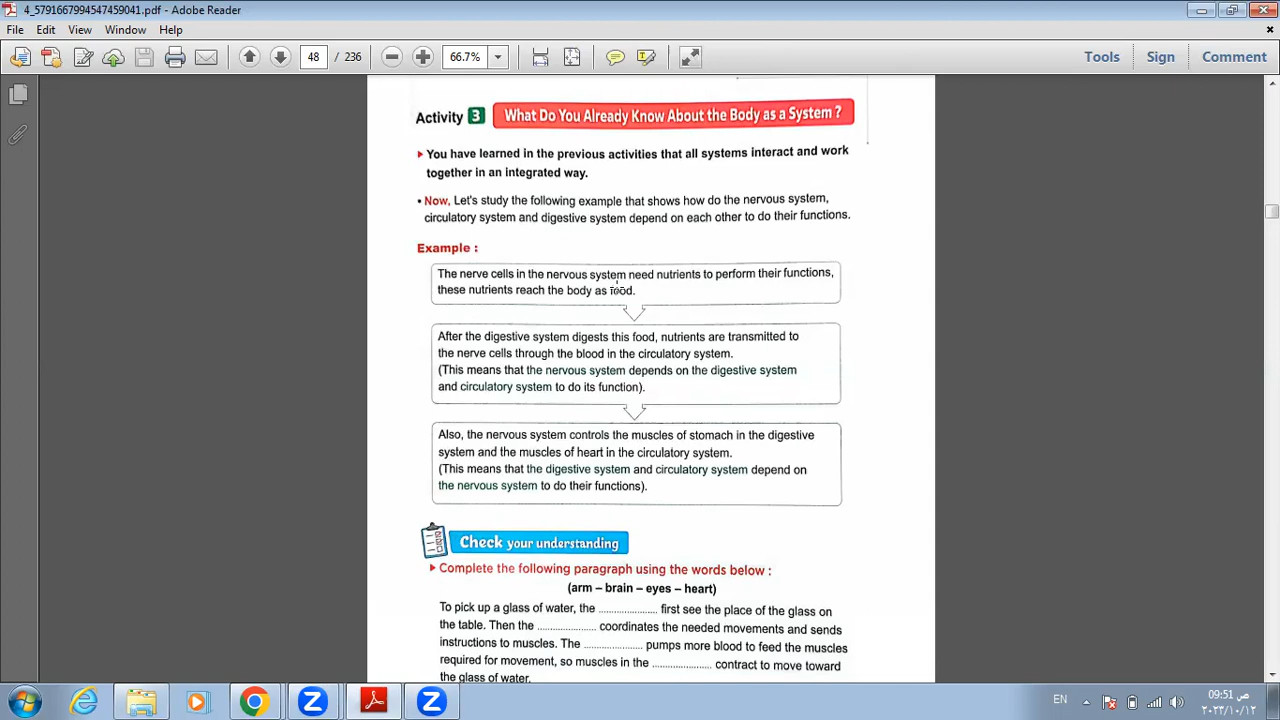 4_5791667994547459041.pdf - Adobe Reader
File Edit View Window Help
48 / 236 66.7% Tools Sign Comment
Activity 3 What Do You Already Know About the Body as a System ?
You have learned in the previous activities that all systems interact and work
together in an integrated way.
• Now, Let's study the following example that shows how do the nervous system,
circulatory system and digestive system depend on each other to do their functions.
Example :
The nerve cells in the nervous system need nutrients to perform their functions,
these nutrients reach the body as food.
After the digestive system digests this food, nutrients are transmitted to
the nerve cells through the blood in the circulatory system.
(This means that the nervous system depends on the digestive system
and circulatory system to do its function).
Also, the nervous system controls the muscles of stomach in the digestive
system and the muscles of heart in the circulatory system.
(This means that the digestive system and circulatory system depend on
the nervous system to do their functions).
Check your understanding
Complete the following paragraph using the words below :
(arm – brain – eyes – heart)
To pick up a glass of water, the ...................... first see the place of the glass on
the table. Then the ...................... coordinates the needed movements and sends
instructions to muscles. The ...................... pumps more blood to feed the muscles
required for movement, so muscles in the ...................... contract to move toward
the glass of water.
EN
09:51 ص
٢٠٢٣/١٠/١٢